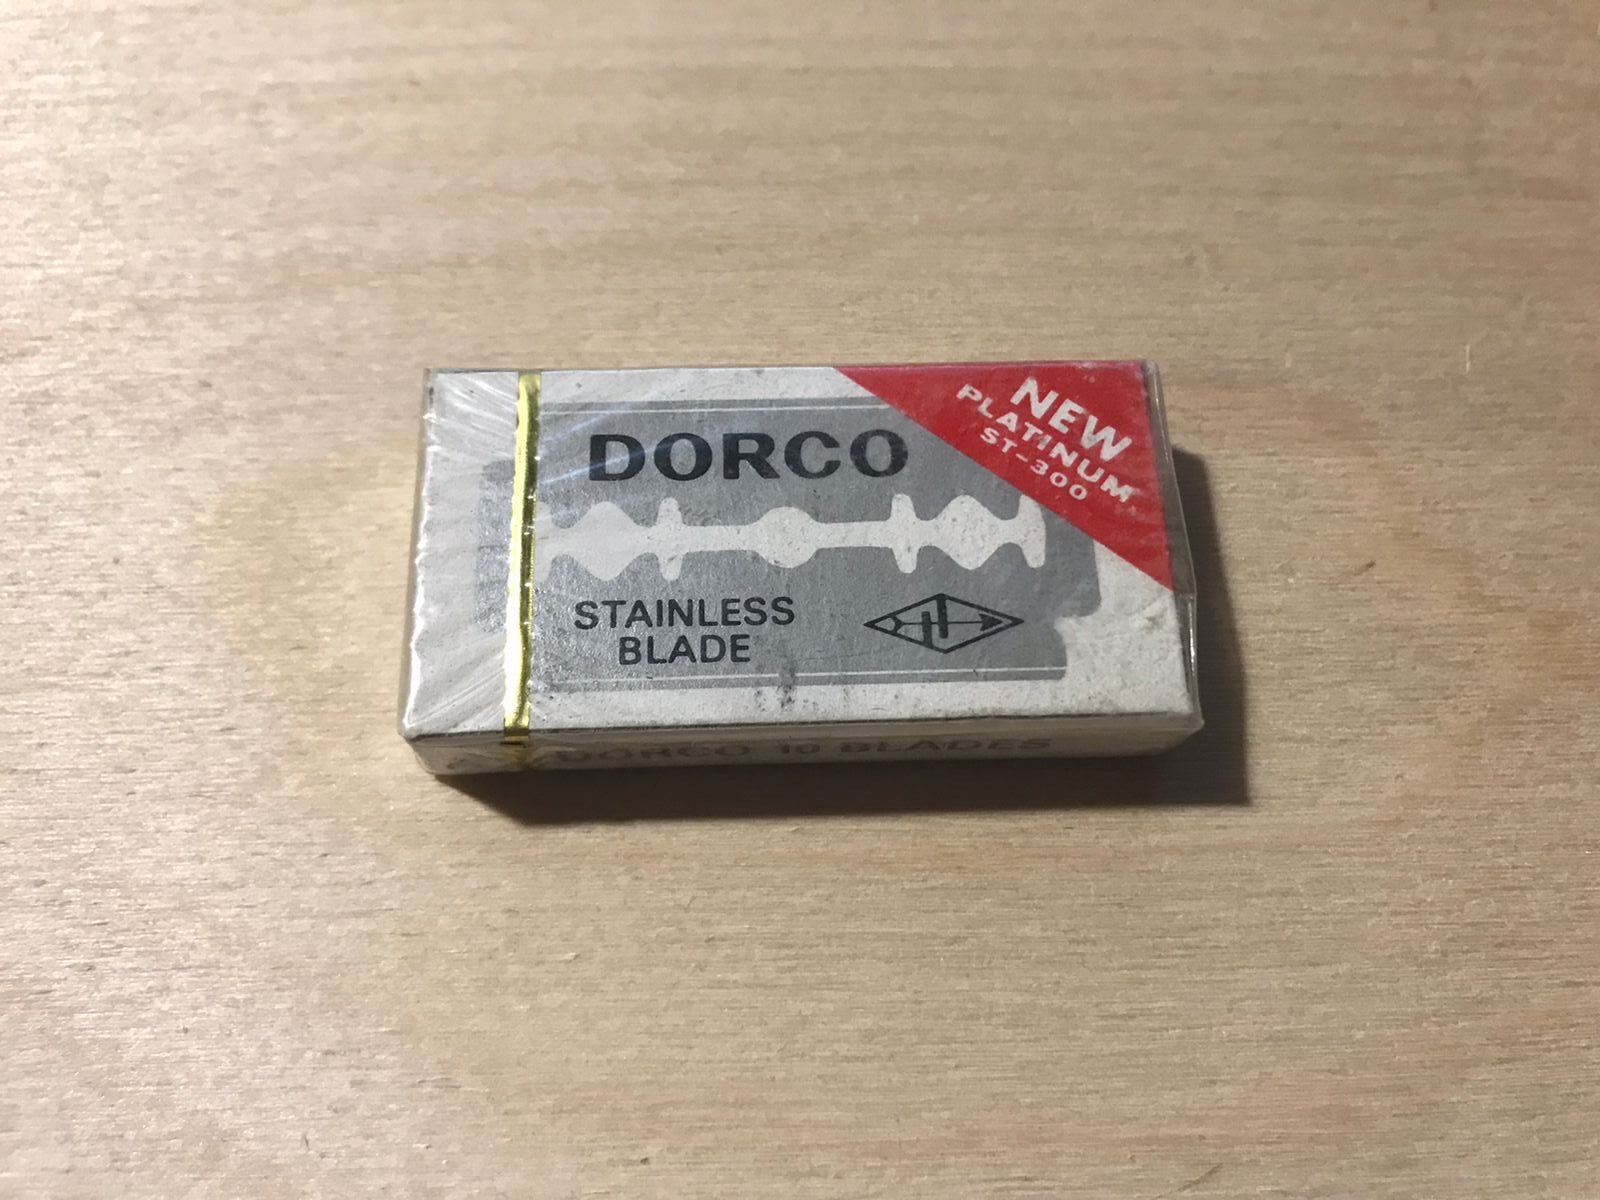 DORCO
NEW
PLATINUM
ST-300
STAINLESS
BLADE
DORCO 10 BLADES